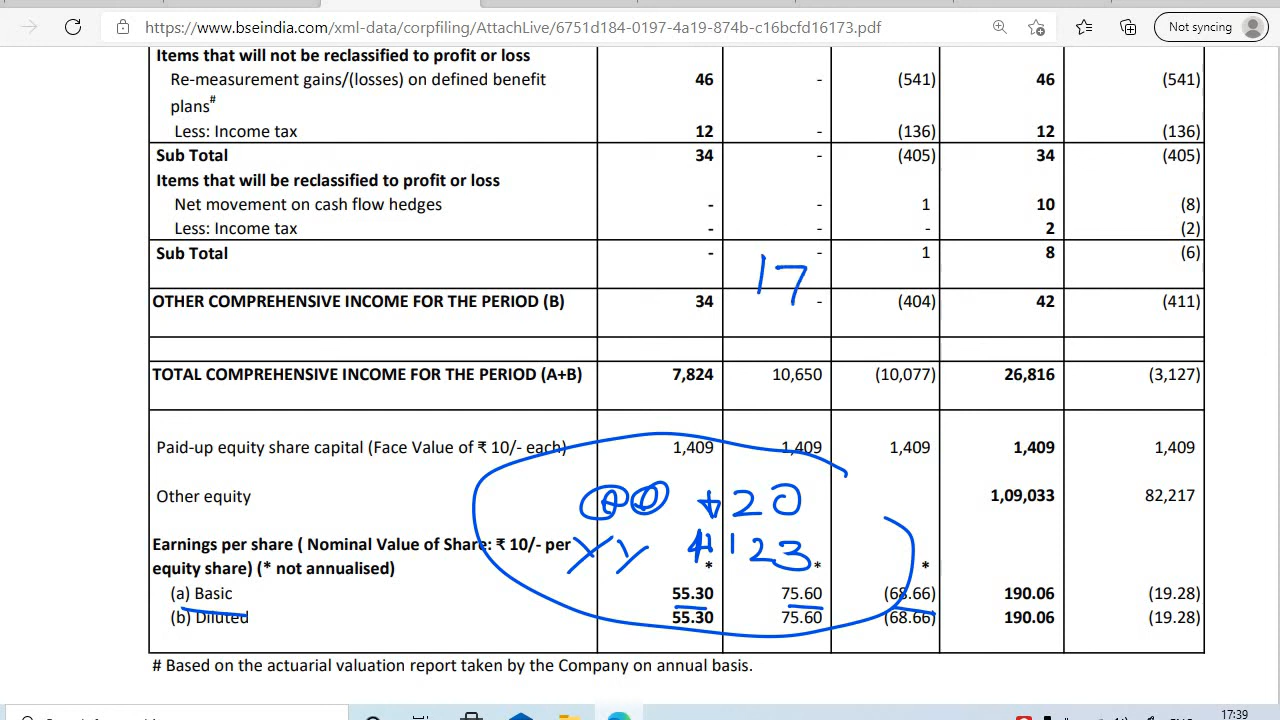 https://www.bseindia.com/xml-data/corpfiling/AttachLive/6751d184-0197-4a19-874b-c16bcfd16173.pdf Not syncing
Items that will not be reclassified to profit or loss
Re-measurement gains/(losses) on defined benefit plans# 46 - (541) 46 (541)
Less: Income tax 12 - (136) 12 (136)
Sub Total 34 - (405) 34 (405)
Items that will be reclassified to profit or loss
Net movement on cash flow hedges - - 1 10 (8)
Less: Income tax - - - 2 (2)
Sub Total - - 1 8 (6)
17
OTHER COMPREHENSIVE INCOME FOR THE PERIOD (B) 34 - (404) 42 (411)
TOTAL COMPREHENSIVE INCOME FOR THE PERIOD (A+B) 7,824 10,650 (10,077) 26,816 (3,127)
Paid-up equity share capital (Face Value of ₹ 10/- each) 1,409 1,409 1,409 1,409 1,409
Other equity 1,09,033 82,217
20
Earnings per share ( Nominal Value of Share: ₹ 10/- per
YY 123
equity share) (* not annualised) * * *
(a) Basic 55.30 75.60 (68.66) 190.06 (19.28)
(b) Diluted 55.30 75.60 (68.66) 190.06 (19.28)
# Based on the actuarial valuation report taken by the Company on annual basis.
17:39